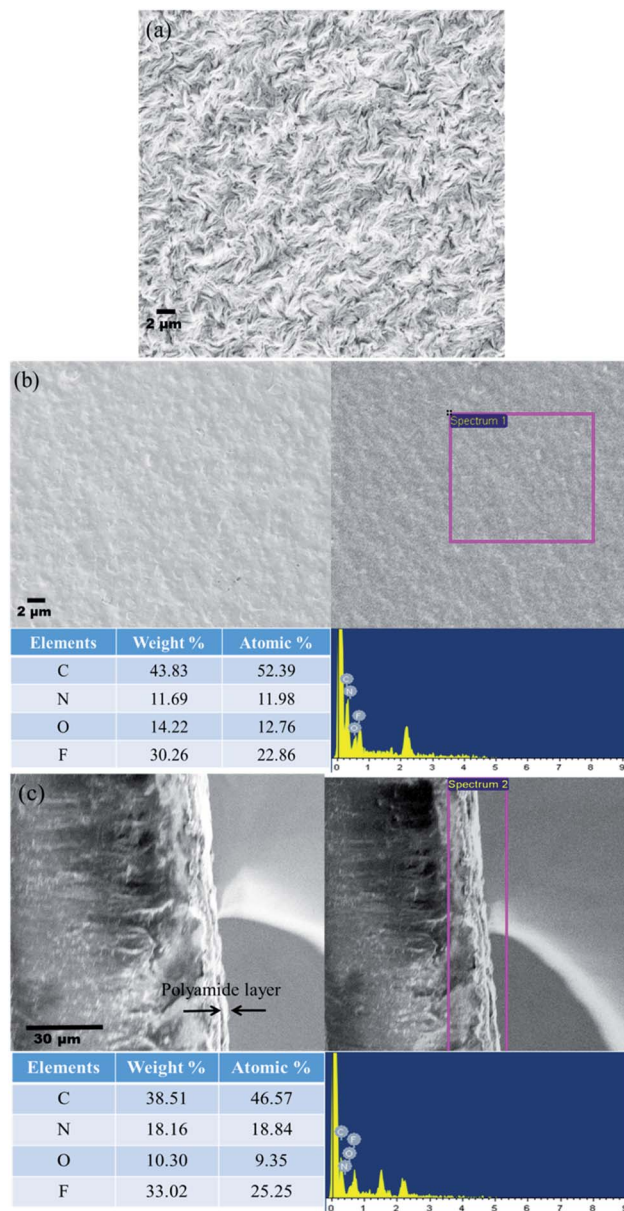 (a)
2 μm
(b)
Spectrum 1
2 μm
Elements Weight % Atomic %
C 43.83 52.39
N 11.69 11.98
O 14.22 12.76
F 30.26 22.86
C
N
F
O
0 1 2 3 4 5 6 7 8 9
(c)
Spectrum 2
Polyamide layer
30 μm
Elements Weight % Atomic %
C 38.51 46.57
N 18.16 18.84
O 10.30 9.35
F 33.02 25.25
C
F
O
N
0 1 2 3 4 5 6 7 8 9